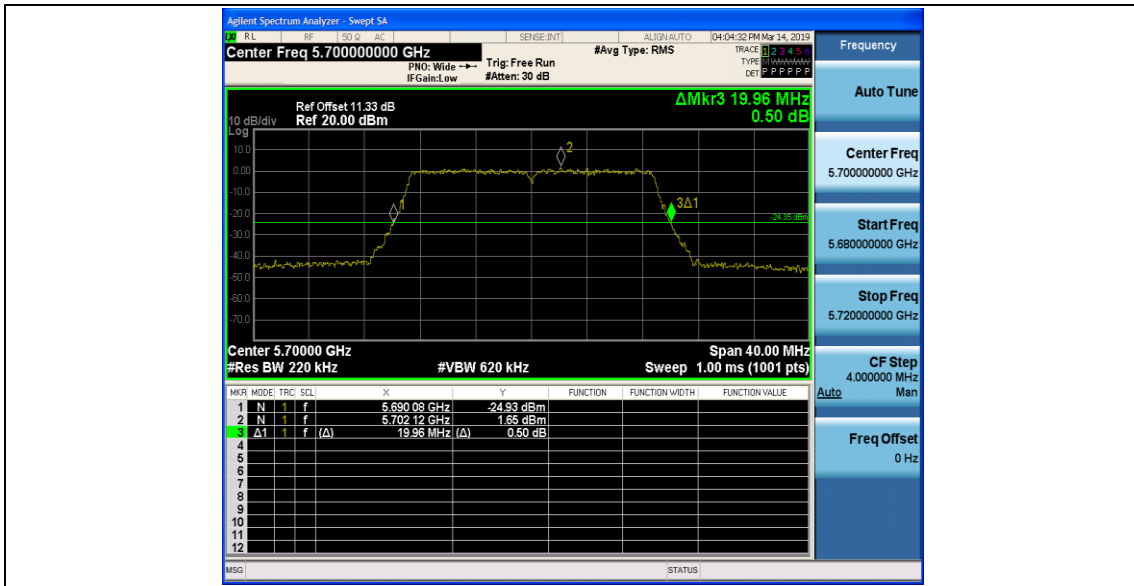 Agilent Spectrum Analyzer - Swept SA
LXI RL RF 50 Ω AC SENSE:INT ALIGN AUTO 04:04:32 PM Mar 14, 2019
Center Freq 5.700000000 GHz
PNO: Wide
IFGain:Low
Trig: Free Run
#Atten: 30 dB
#Avg Type: RMS
TRACE 1 2 3 4 5 6
TYPE M
DET P P P P P P
Frequency
Auto Tune
Center Freq
5.700000000 GHz
Start Freq
5.680000000 GHz
Stop Freq
5.720000000 GHz
CF Step
4.000000 MHz
Auto Man
Freq Offset
0 Hz
ΔMkr3 19.96 MHz
0.50 dB
Ref Offset 11.33 dB
10 dB/div Ref 20.00 dBm
Log
10.0
0.00
-10.0
-20.0
-30.0
-40.0
-50.0
-60.0
-70.0
2
3Δ1
-24.35 dBm
Center 5.70000 GHz Span 40.00 MHz
#Res BW 220 kHz #VBW 620 kHz Sweep 1.00 ms (1001 pts)
MKR MODE TRC SCL X Y FUNCTION FUNCTION WIDTH FUNCTION VALUE
1 N 1 f 5.690 08 GHz -24.93 dBm
2 N 1 f 5.702 12 GHz 1.65 dBm
3 Δ1 1 f (Δ) 19.96 MHz (Δ) 0.50 dB
4
5
6
7
8
9
10
11
12
MSG STATUS